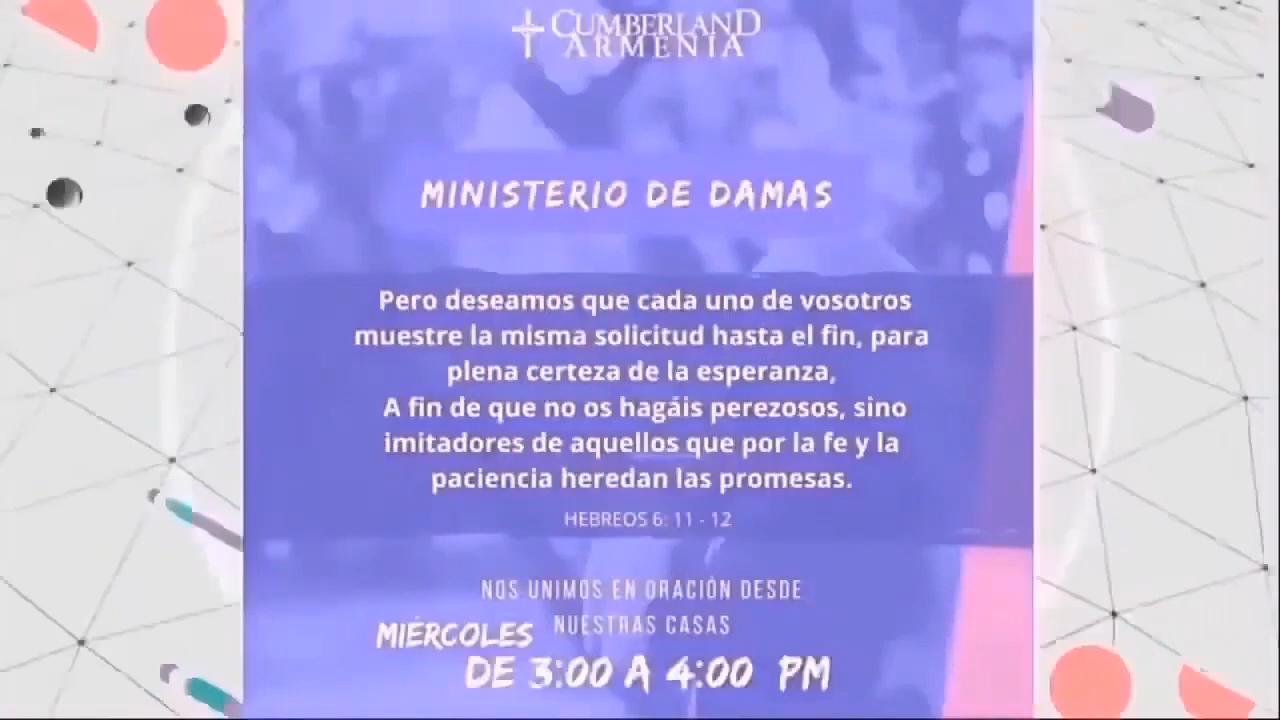 CUMBERLAND
ARMENIA
MINISTERIO DE DAMAS
Pero deseamos que cada uno de vosotros
muestre la misma solicitud hasta el fin, para
plena certeza de la esperanza,
A fin de que no os hagáis perezosos, sino
imitadores de aquellos que por la fe y la
paciencia heredan las promesas.
HEBREOS 6: 11 - 12
NOS UNIMOS EN ORACIÓN DESDE
NUESTRAS CASAS
MIÉRCOLES
DE 3:00 A 4:00 PM